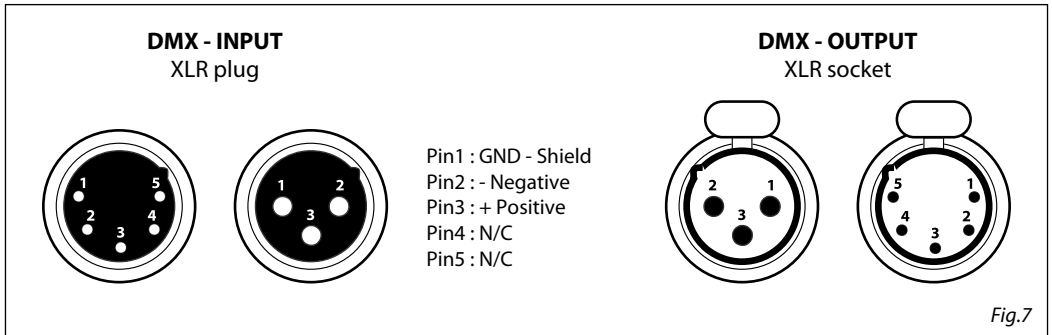 DMX - INPUT
XLR plug
1 5
2 4
3
1 2
3
Pin1 : GND - Shield
Pin2 : - Negative
Pin3 : + Positive
Pin4 : N/C
Pin5 : N/C
DMX - OUTPUT
XLR socket
2 1
3
5 1
4 2
3
Fig.7